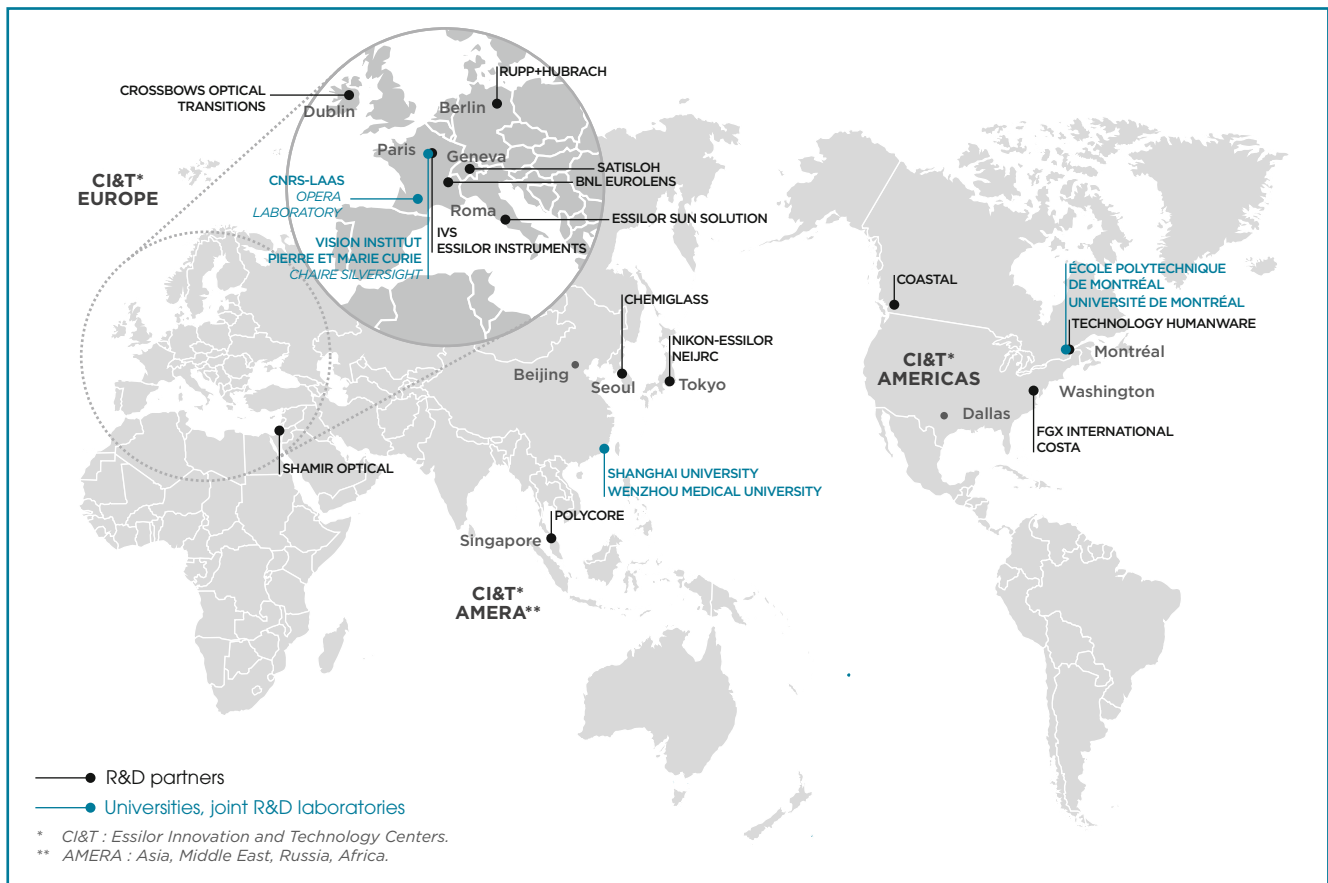 RUPP+HUBRACH
CROSSBOWS OPTICAL
TRANSITIONS
Dublin
Berlin
Paris
Geneva
SATISLOH
BNL EUROLENS
CI&T*
EUROPE
CNRS-LAAS
OPERA
LABORATORY
Roma
ESSILOR SUN SOLUTION
IVS
ESSILOR INSTRUMENTS
VISION INSTITUT
PIERRE ET MARIE CURIE
CHAIRE SILVERSIGHT
COASTAL
ÉCOLE POLYTECHNIQUE
DE MONTRÉAL
UNIVERSITÉ DE MONTRÉAL
TECHNOLOGY HUMANWARE
Montréal
CHEMIGLASS
NIKON-ESSILOR
NEIJRC
Beijing
Seoul
Tokyo
CI&T*
AMERICAS
Washington
Dallas
FGX INTERNATIONAL
COSTA
SHAMIR OPTICAL
SHANGHAI UNIVERSITY
WENZHOU MEDICAL UNIVERSITY
POLYCORE
Singapore
CI&T*
AMERA**
R&D partners
Universities, joint R&D laboratories
* CI&T : Essilor Innovation and Technology Centers.
** AMERA : Asia, Middle East, Russia, Africa.